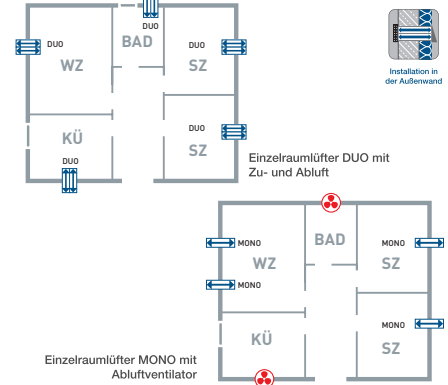 DUO
BAD
DUO
WZ
DUO
SZ
KÜ
DUO
DUO
SZ
Installation in
der Außenwand
Einzelraumlüfter DUO mit
Zu- und Abluft
MONO
BAD
MONO
WZ
SZ
MONO
KÜ
MONO
SZ
Einzelraumlüfter MONO mit
Abluftventilator